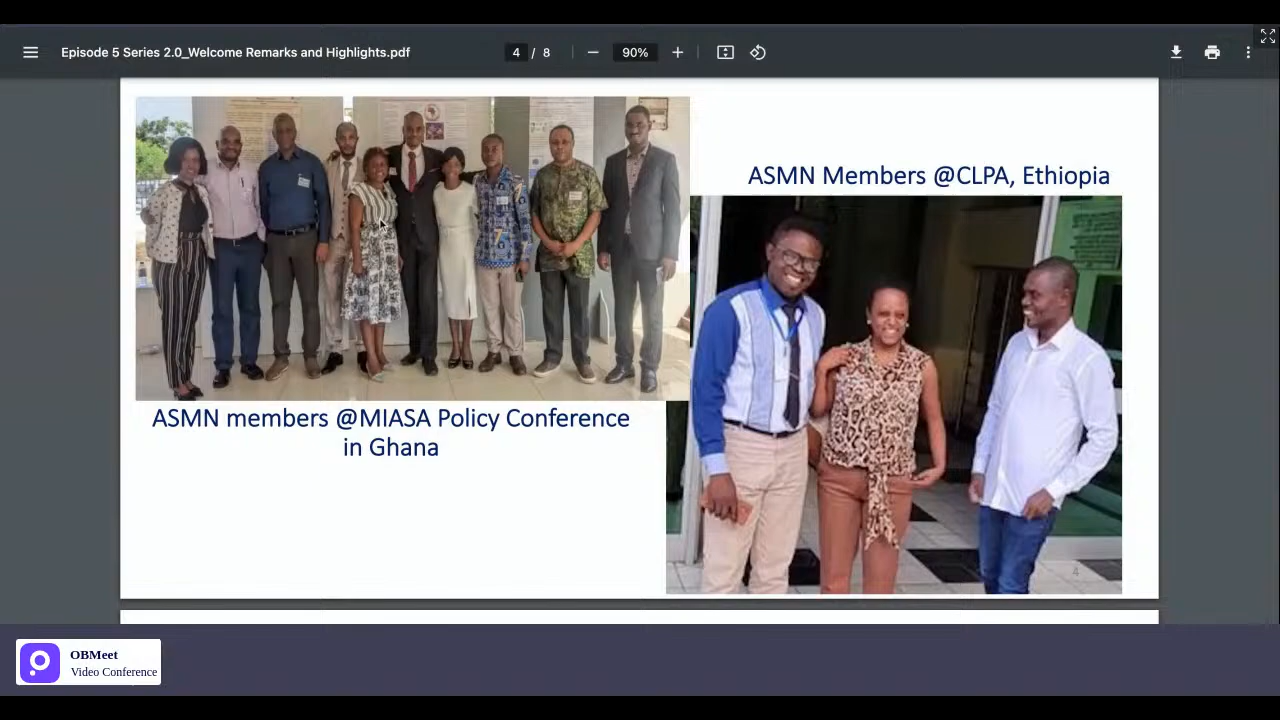 Episode 5 Series 2.0_Welcome Remarks and Highlights.pdf
4 / 8
90%
ASMN Members @CLPA, Ethiopia
ASMN members @MIASA Policy Conference
in Ghana
4
OBMeet
Video Conference